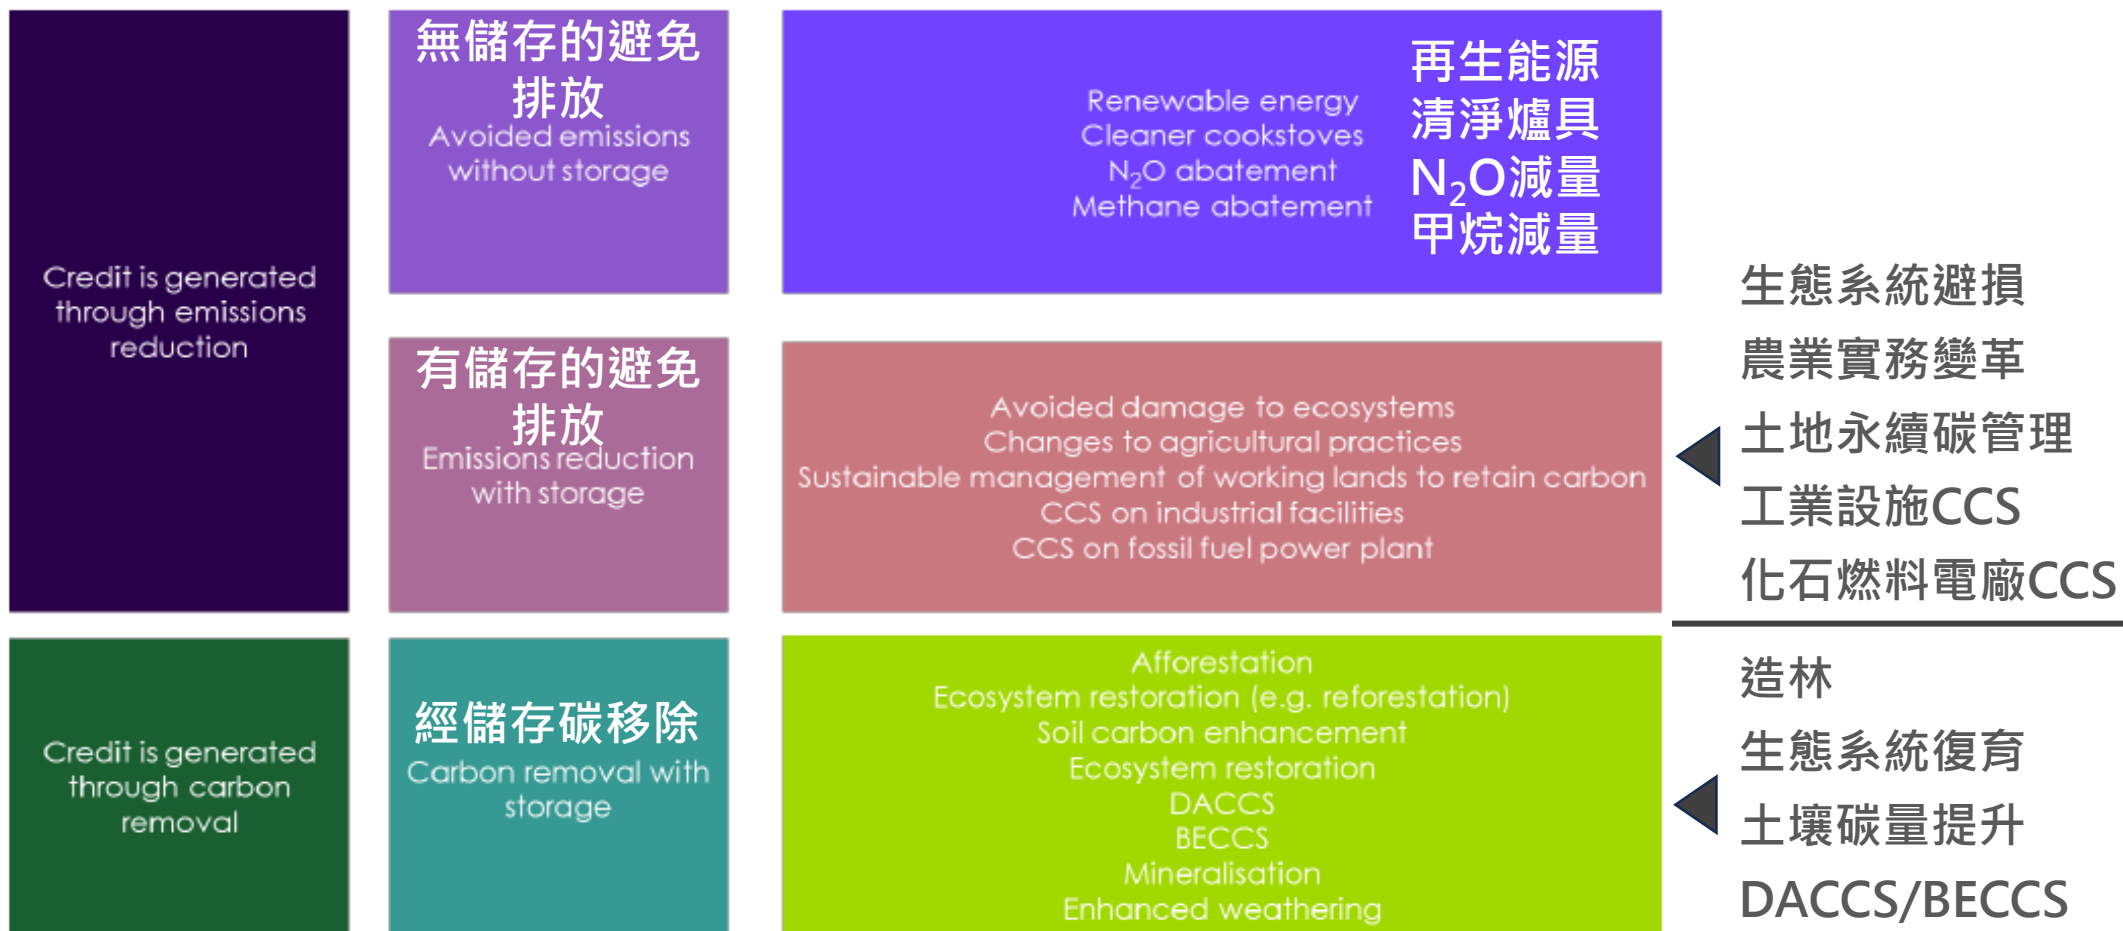 Credit is generated
through emissions
reduction
無儲存的避免
排放
Avoided emissions
without storage
Renewable energy
Cleaner cookstoves
N₂O abatement
Methane abatement
再生能源
清淨爐具
N₂O減量
甲烷減量
有儲存的避免
排放
Emissions reduction
with storage
Avoided damage to ecosystems
Changes to agricultural practices
Sustainable management of working lands to retain carbon
CCS on industrial facilities
CCS on fossil fuel power plant
生態系統避損
農業實務變革
土地永續碳管理
工業設施CCS
化石燃料電廠CCS
Credit is generated
through carbon
removal
經儲存碳移除
Carbon removal with
storage
Afforestation
Ecosystem restoration (e.g. reforestation)
Soil carbon enhancement
Ecosystem restoration
DACCS
BECCS
Mineralisation
Enhanced weathering
造林
生態系統復育
土壤碳量提升
DACCS/BECCS